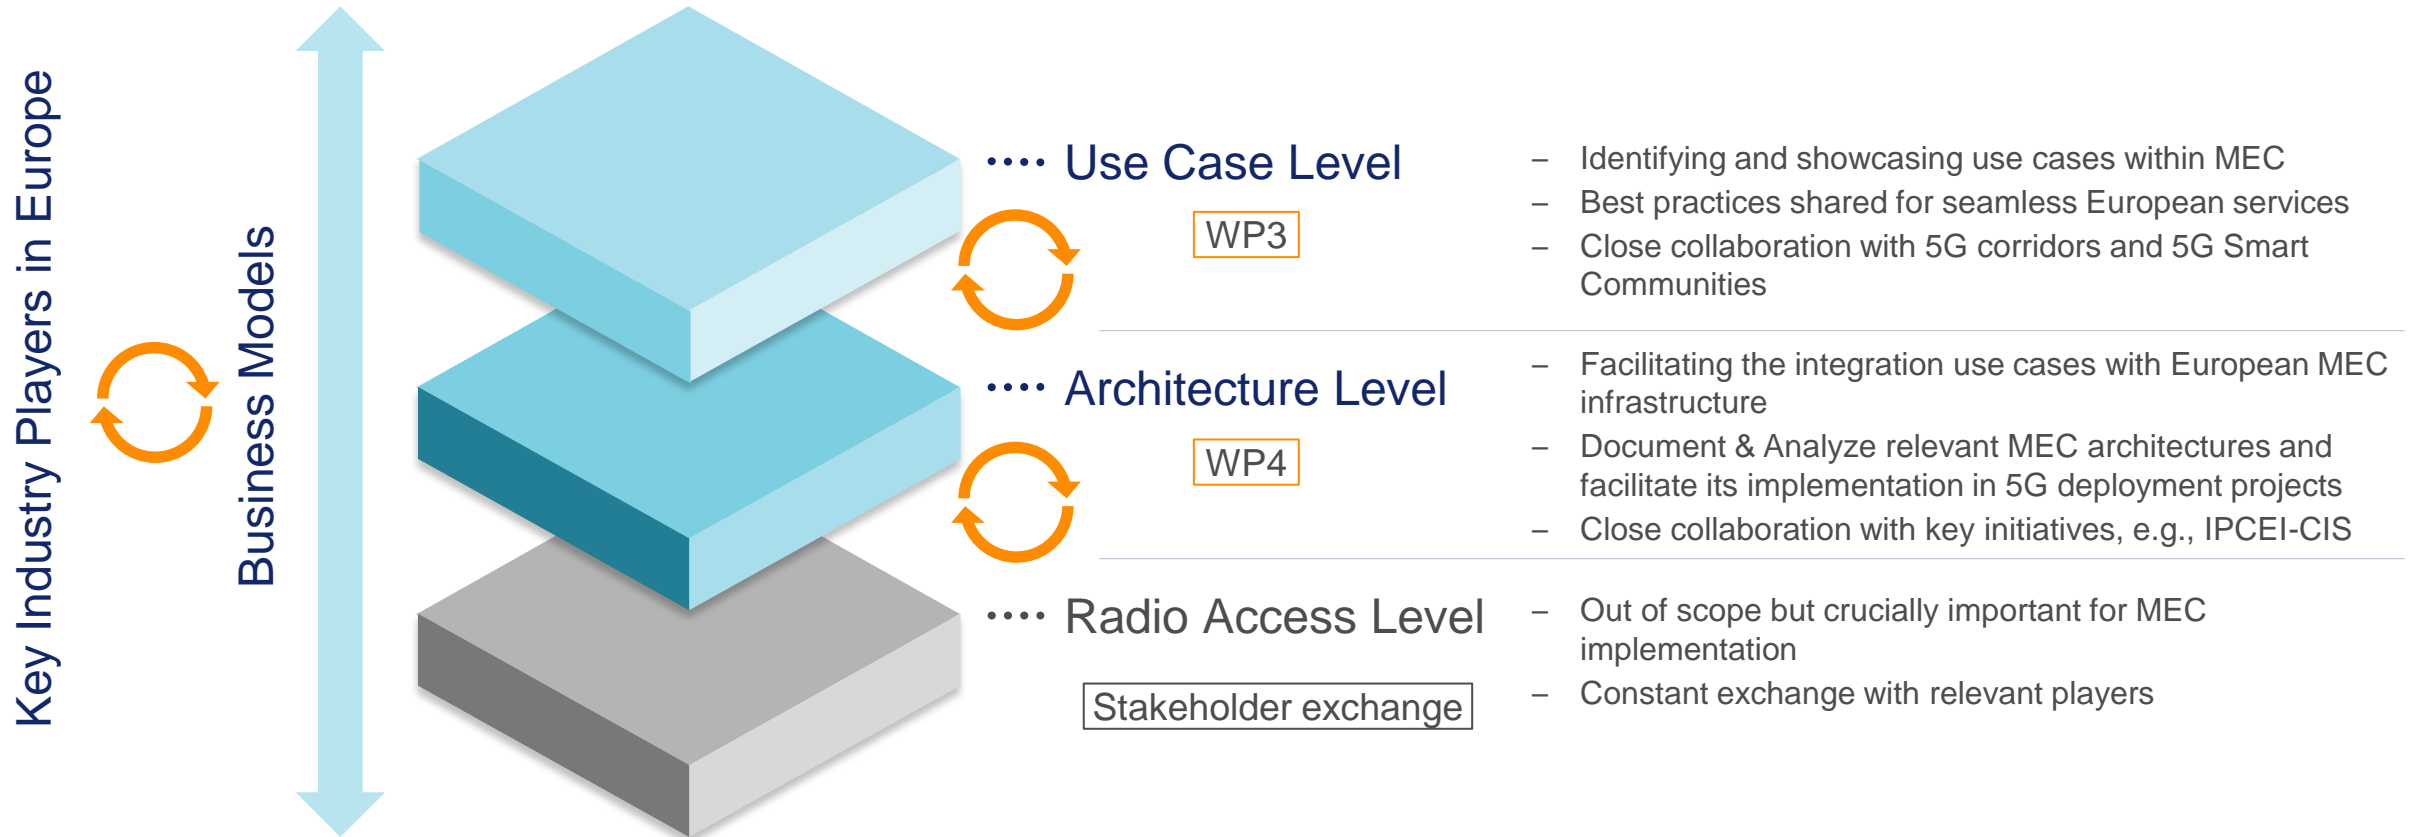 Key Industry Players in Europe
Business Models
Use Case Level
WP3
– Identifying and showcasing use cases within MEC
– Best practices shared for seamless European services
– Close collaboration with 5G corridors and 5G Smart
Communities
Architecture Level
WP4
– Facilitating the integration use cases with European MEC
infrastructure
– Document & Analyze relevant MEC architectures and
facilitate its implementation in 5G deployment projects
– Close collaboration with key initiatives, e.g., IPCEI-CIS
Radio Access Level
Stakeholder exchange
– Out of scope but crucially important for MEC
implementation
– Constant exchange with relevant players